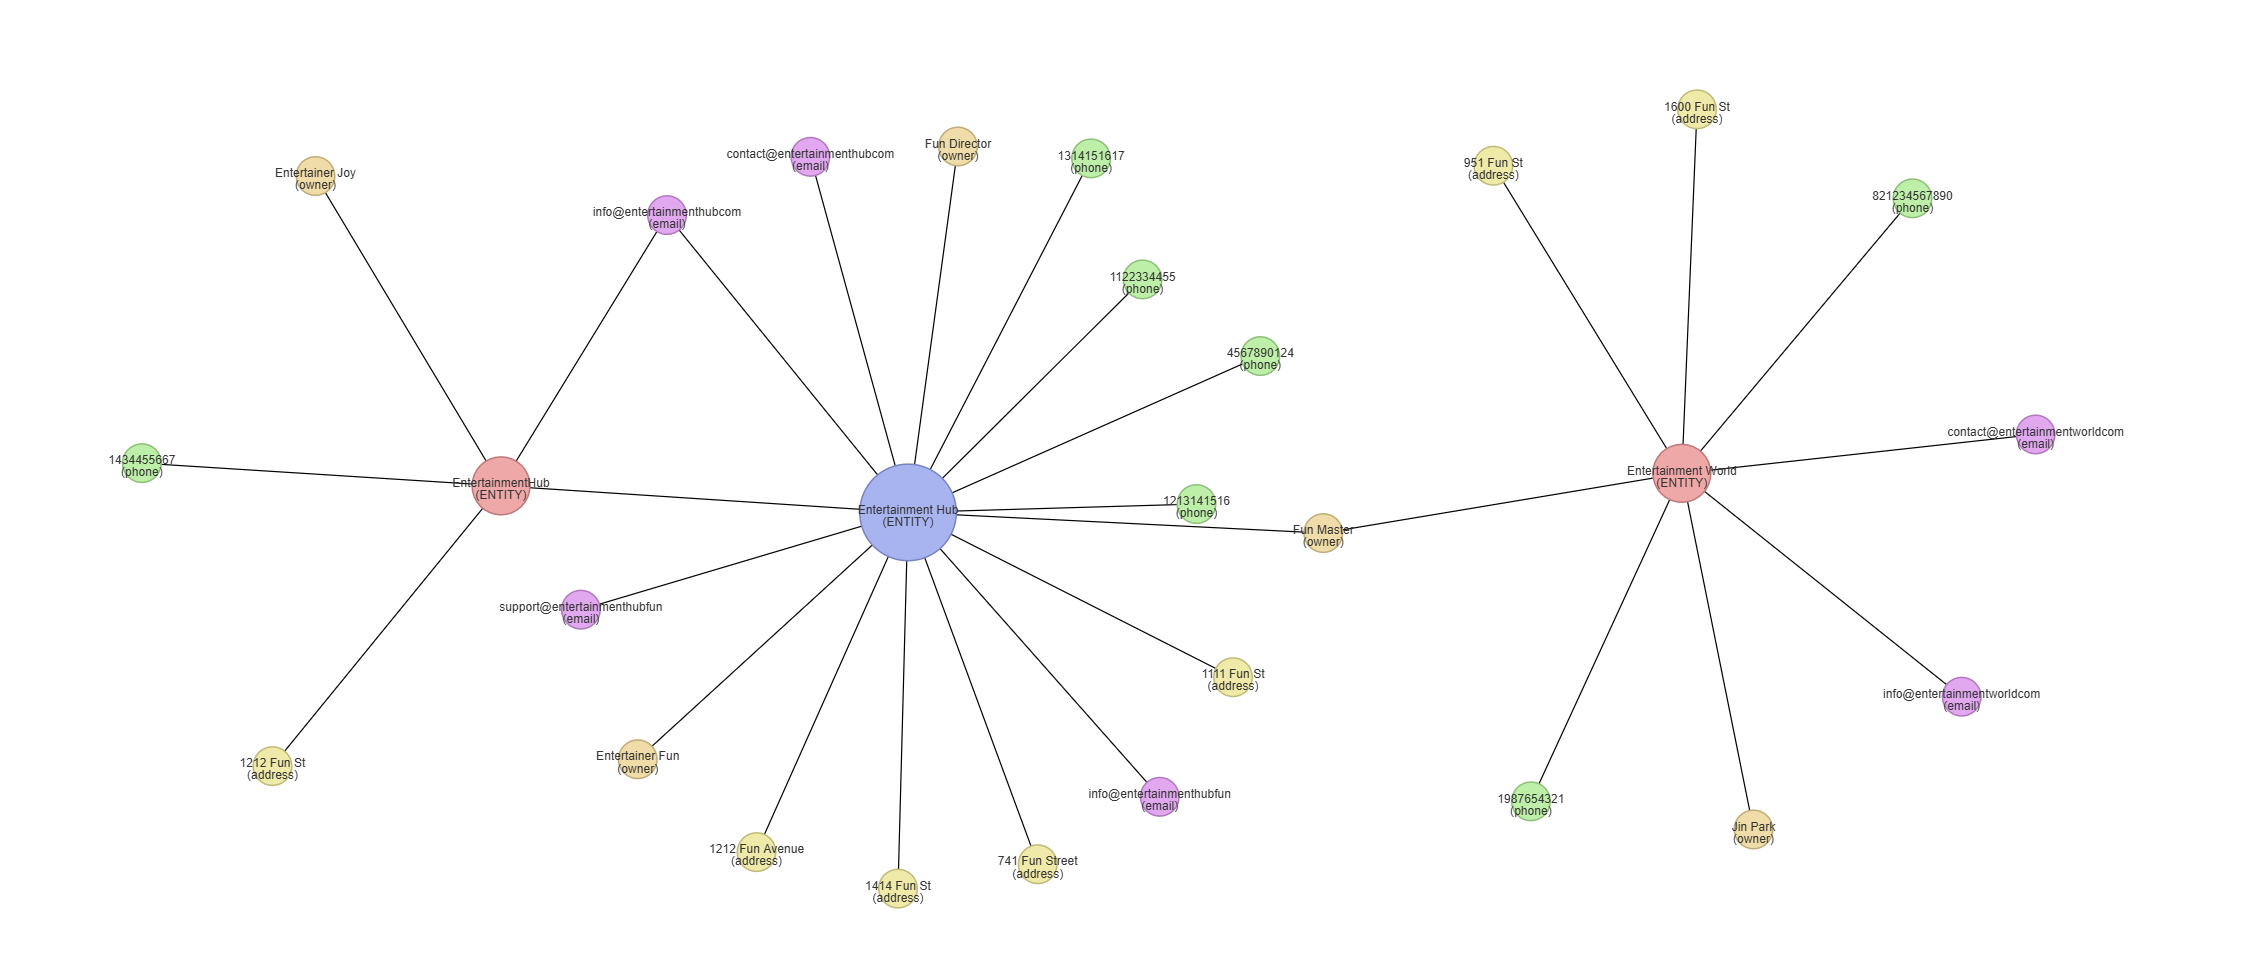 1600 Fun St
(address)
Fun Director
(owner)
contact@entertainmenthubcom
(email)
1314151617
(phone)
951 Fun St
(address)
Entertainer Joy
(owner)
821234567890
(phone)
info@entertainmenthubcom
(email)
1122334455
(phone)
4567890124
(phone)
contact@entertainmentworldcom
(email)
1434455667
(phone)
EntertainmentHub
(ENTITY)
Entertainment World
(ENTITY)
1213141516
(phone)
Entertainment Hub
(ENTITY)
Fun Master
(owner)
support@entertainmenthubfun
(email)
1111 Fun St
(address)
info@entertainmentworldcom
(email)
Entertainer Fun
(owner)
1212 Fun St
(address)
info@entertainmenthubfun
(email)
1987654321
(phone)
Jin Park
(owner)
1212 Fun Avenue
(address)
741 Fun Street
(address)
1414 Fun St
(address)